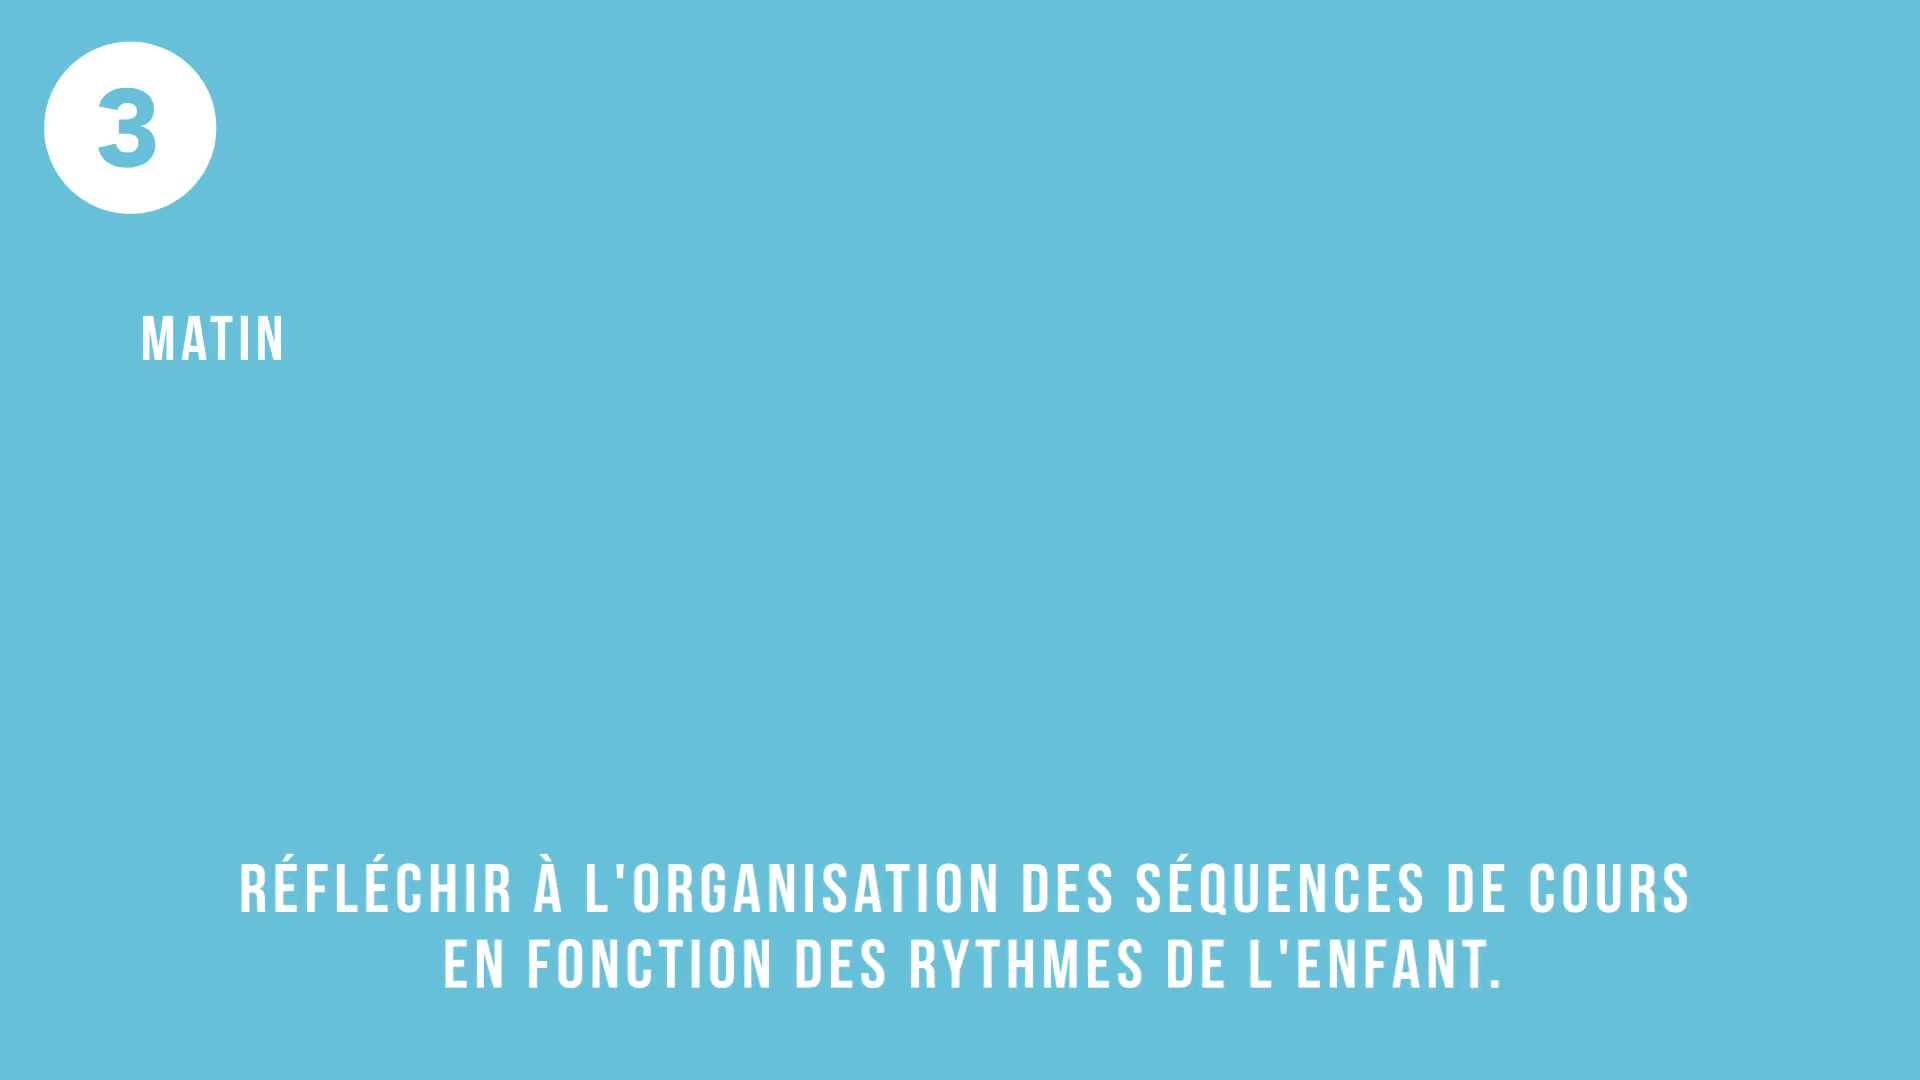 3
MATIN
RÉFLÉCHIR À L'ORGANISATION DES SÉQUENCES DE COURS
EN FONCTION DES RYTHMES DE L'ENFANT.